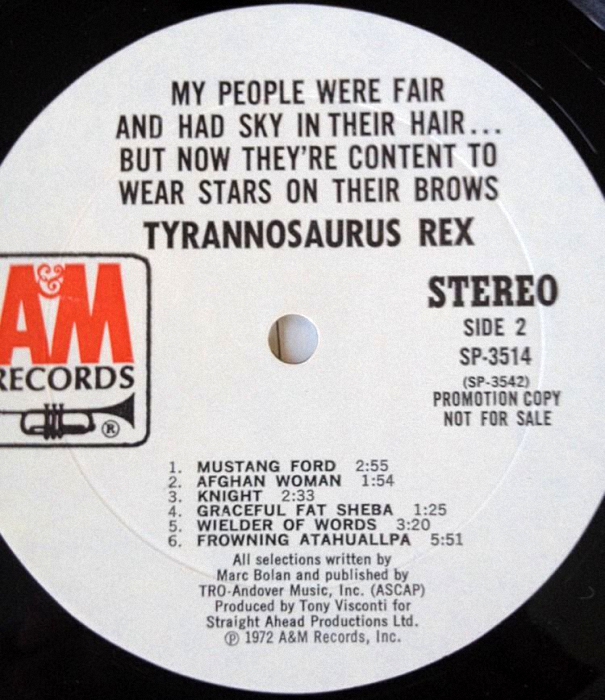 MY PEOPLE WERE FAIR
AND HAD SKY IN THEIR HAIR...
BUT NOW THEY'RE CONTENT TO
WEAR STARS ON THEIR BROWS
TYRANNOSAURUS REX
A&M
RECORDS
®
STEREO
SIDE 2
SP-3514
(SP-3542)
PROMOTION COPY
NOT FOR SALE
1. MUSTANG FORD 2:55
2. AFGHAN WOMAN 1:54
3. KNIGHT 2:33
4. GRACEFUL FAT SHEBA 1:25
5. WIELDER OF WORDS 3:20
6. FROWNING ATAHUALLPA 5:51
All selections written by
Marc Bolan and published by
TRO-Andover Music, Inc. (ASCAP)
Produced by Tony Visconti for
Straight Ahead Productions Ltd.
℗ 1972 A&M Records, Inc.